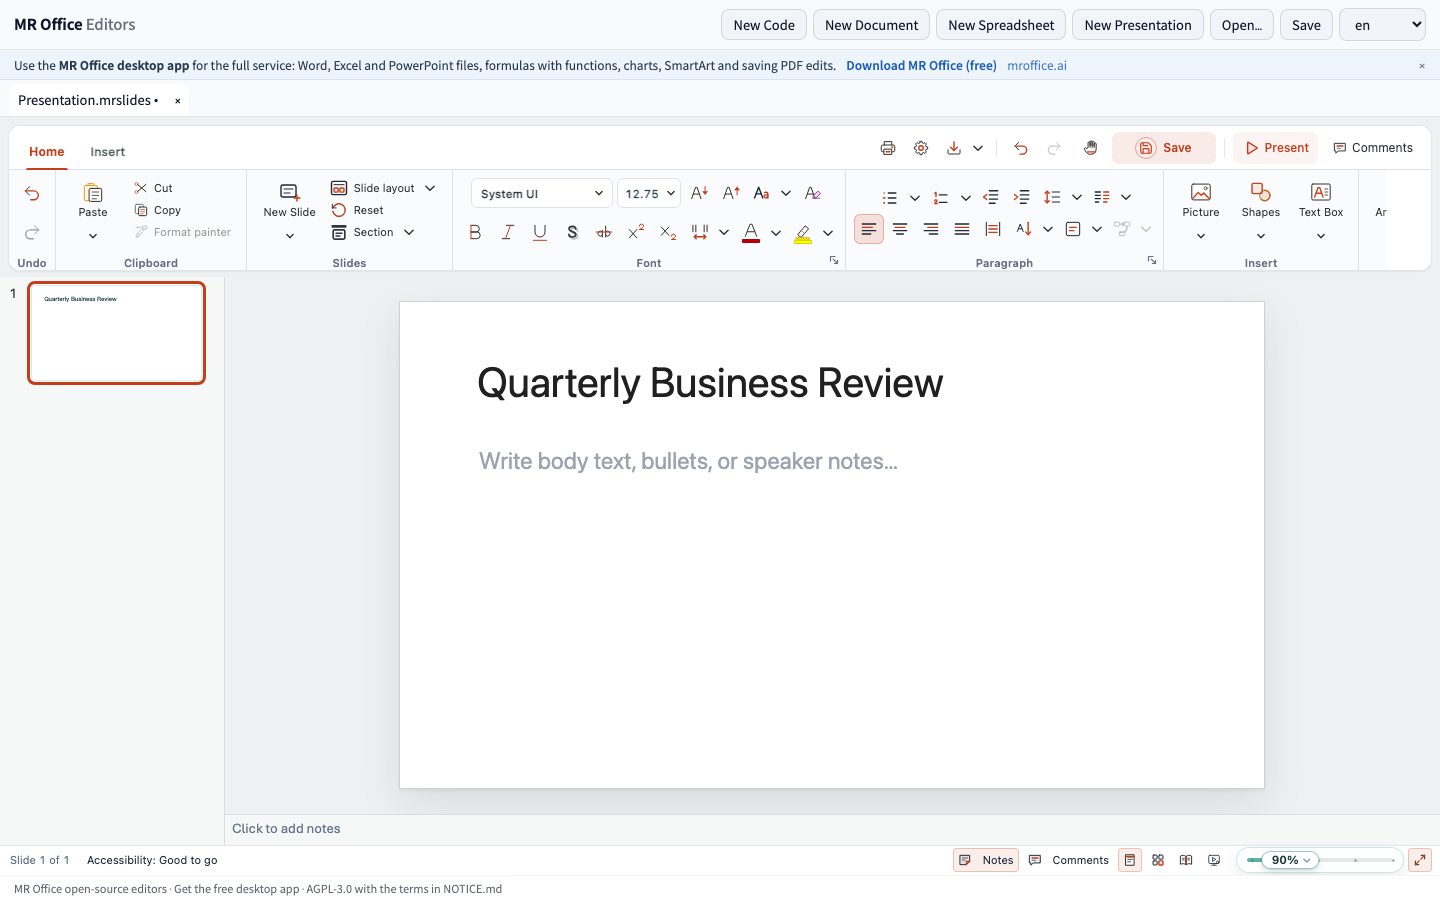 MR Office Editors
New Code New Document New Spreadsheet New Presentation Open... Save en
Use the MR Office desktop app for the full service: Word, Excel and PowerPoint files, formulas with functions, charts, SmartArt and saving PDF edits. Download MR Office (free) mroffice.ai ×
Presentation.mrslides • ×
Home Insert
Save Present Comments
Paste
Cut
Copy
Format painter
New Slide
Slide layout
Reset
Section
System UI 12.75
Picture Shapes Text Box Ar
Undo Clipboard Slides Font Paragraph Insert
1
Quarterly Business Review
Quarterly Business Review
Write body text, bullets, or speaker notes...
Click to add notes
Slide 1 of 1 Accessibility: Good to go Notes Comments 90%
MR Office open-source editors · Get the free desktop app · AGPL-3.0 with the terms in NOTICE.md